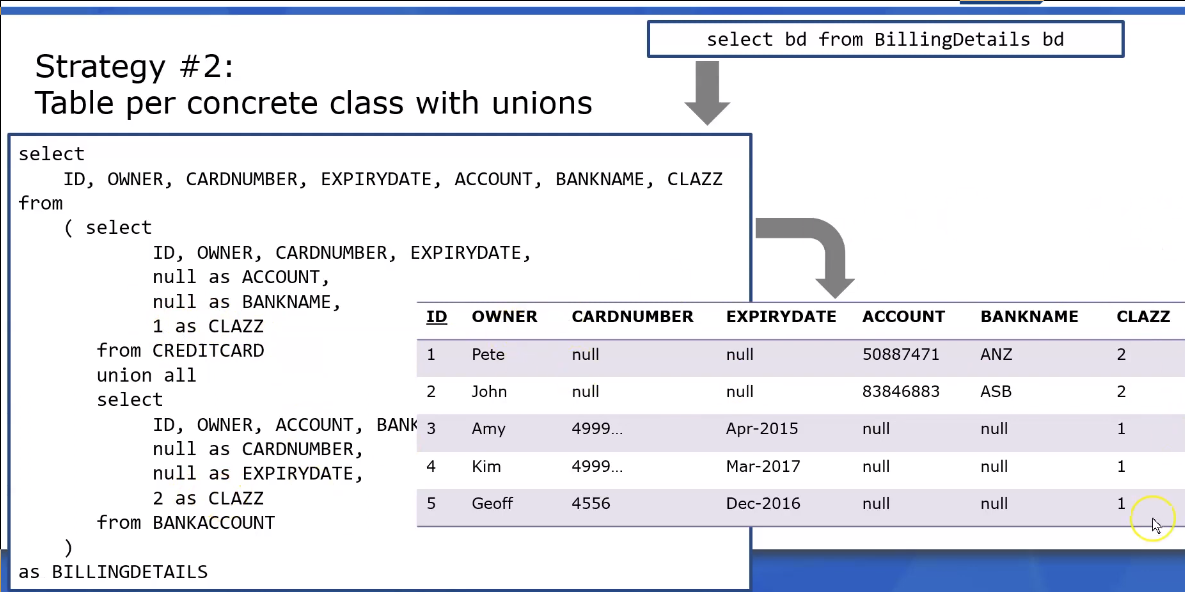 select bd from BillingDetails bd
Strategy #2:
Table per concrete class with unions
select
ID, OWNER, CARDNUMBER, EXPIRYDATE, ACCOUNT, BANKNAME, CLAZZ
from
( select
ID, OWNER, CARDNUMBER, EXPIRYDATE,
null as ACCOUNT,
null as BANKNAME,
1 as CLAZZ
from CREDITCARD
union all
select
ID, OWNER, ACCOUNT, BANK
null as CARDNUMBER,
null as EXPIRYDATE,
2 as CLAZZ
from BANKACCOUNT
)
as BILLINGDETAILS
ID OWNER CARDNUMBER EXPIRYDATE ACCOUNT BANKNAME CLAZZ
1 Pete null null 50887471 ANZ 2
2 John null null 83846883 ASB 2
3 Amy 4999... Apr-2015 null null 1
4 Kim 4999... Mar-2017 null null 1
5 Geoff 4556 Dec-2016 null null 1